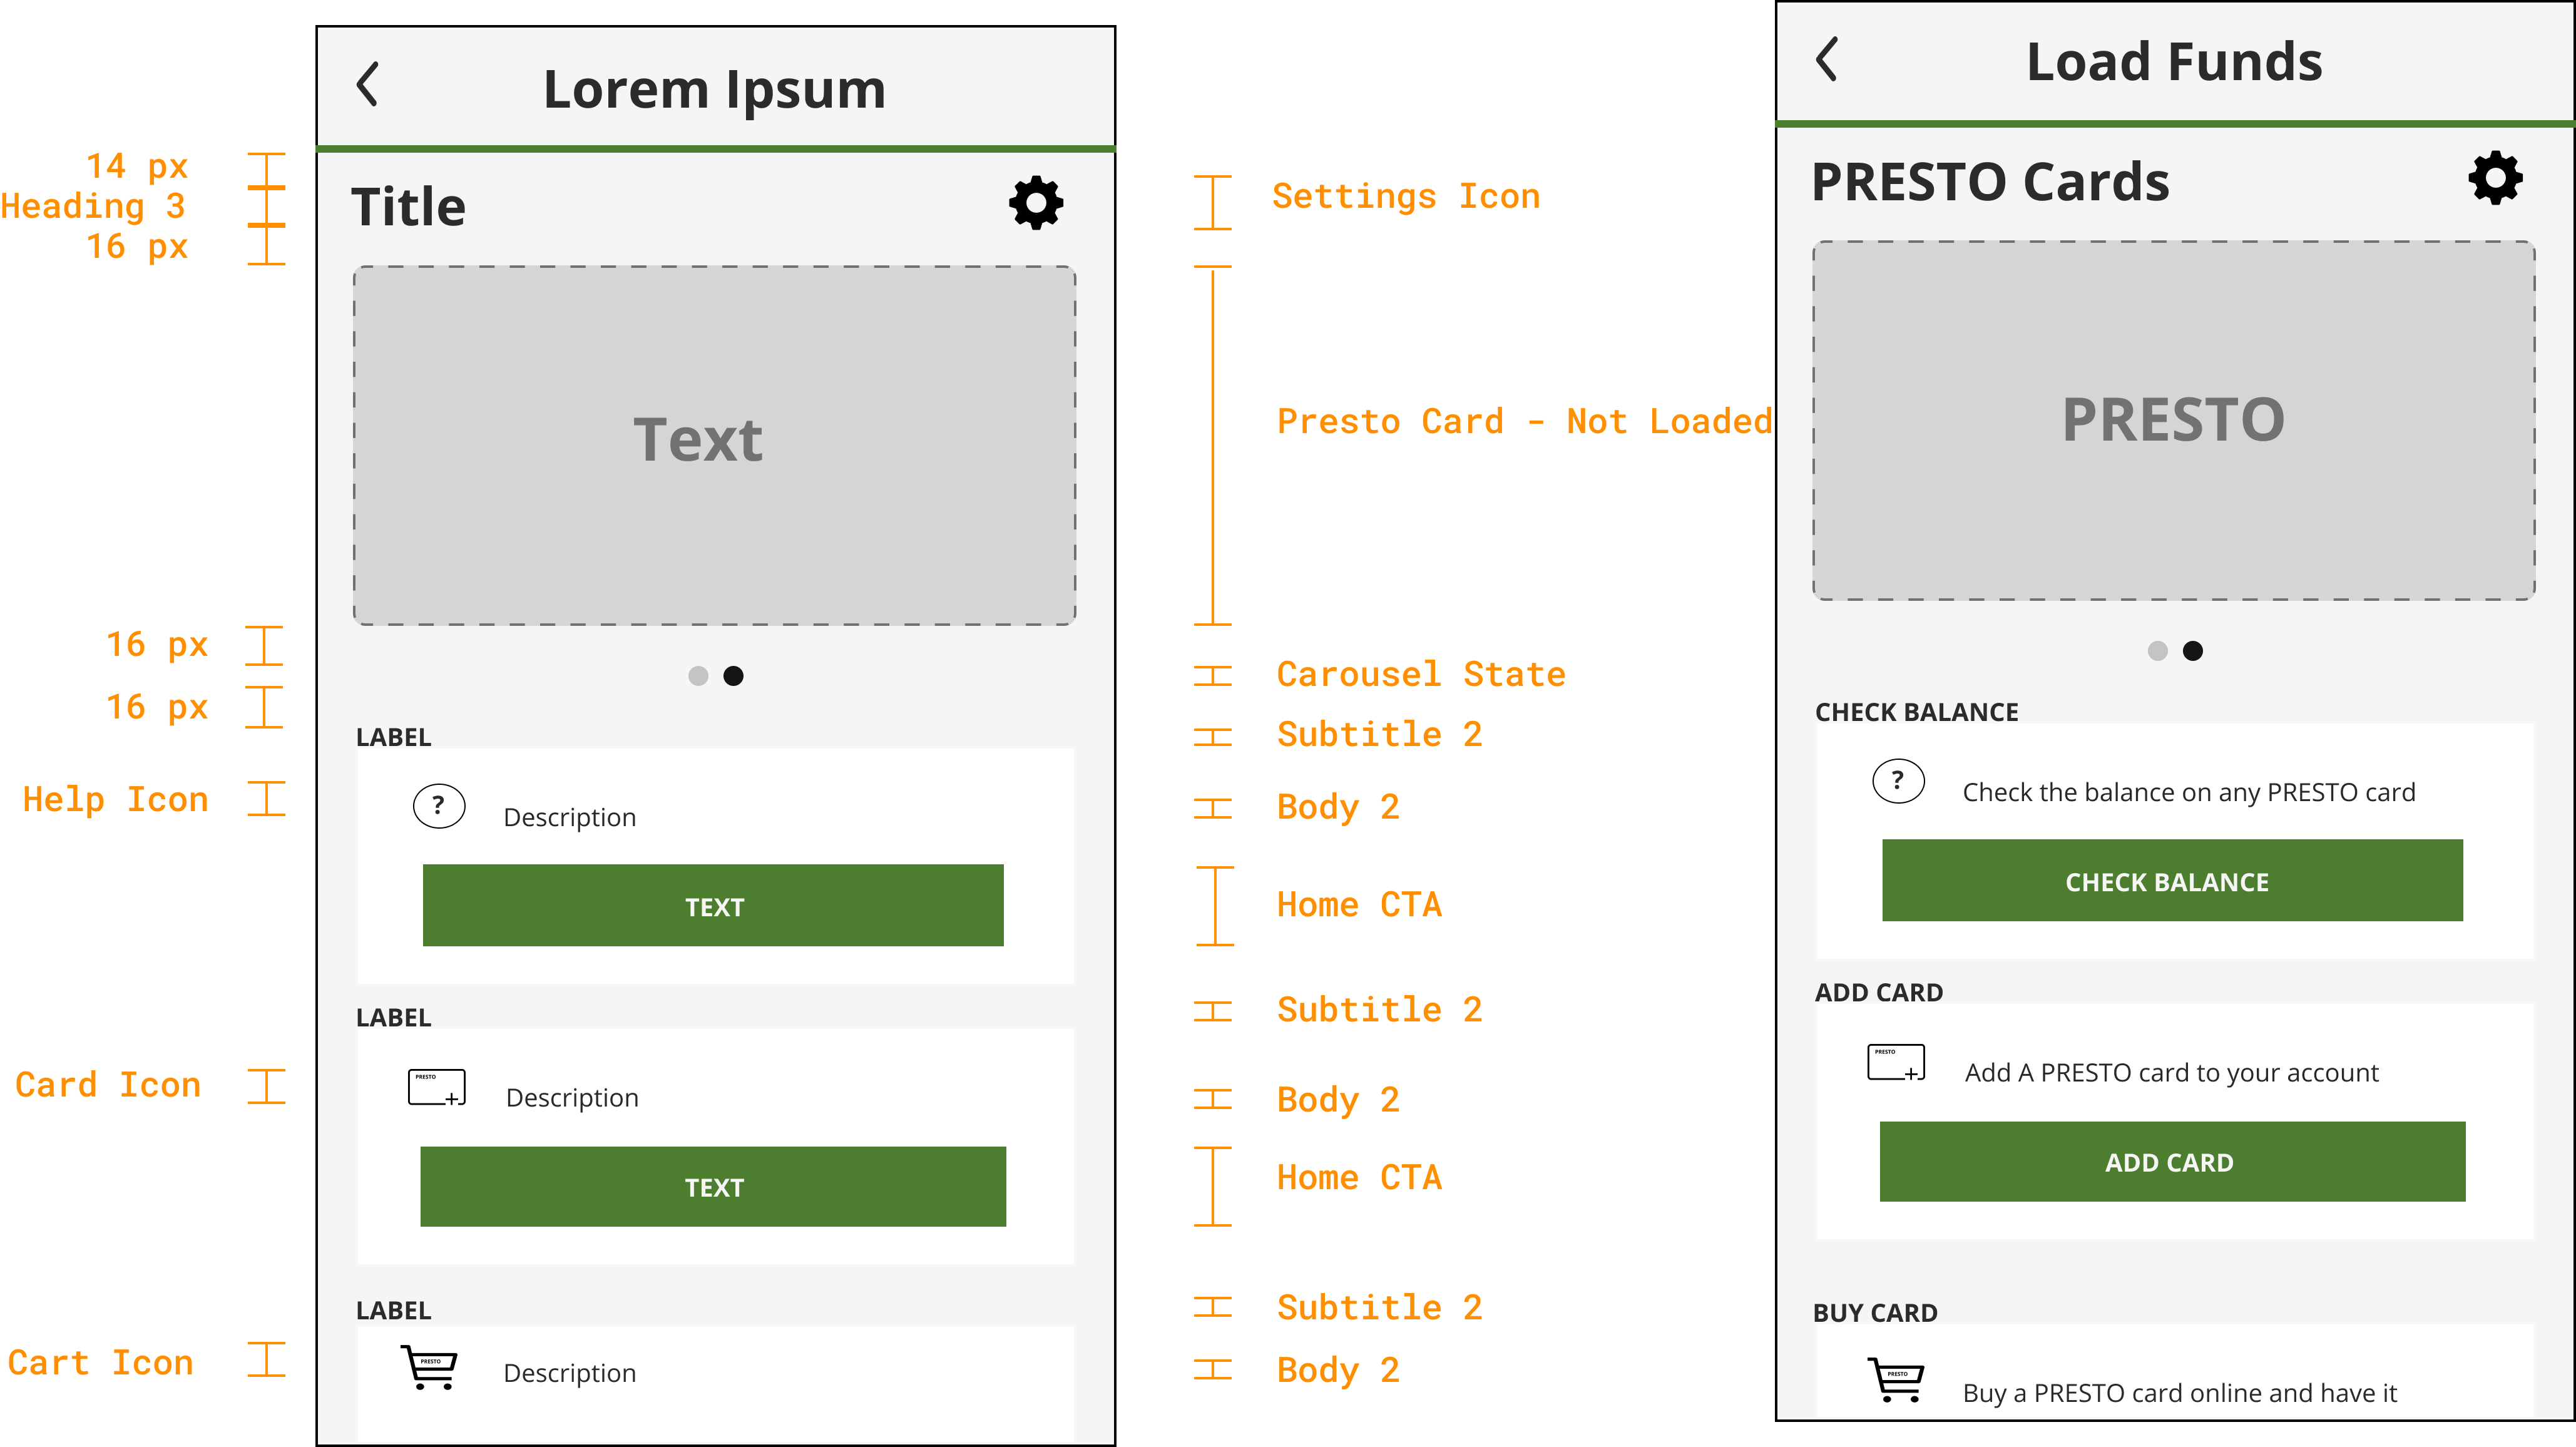 14 px
Heading 3
16 px
16 px
16 px
Help Icon
Card Icon
Cart Icon
Lorem Ipsum
Title
Text
LABEL
?
Description
TEXT
LABEL
PRESTO
Description
TEXT
LABEL
PRESTO
Description
Settings Icon
Presto Card - Not Loaded
Carousel State
Subtitle 2
Body 2
Home CTA
Subtitle 2
Body 2
Home CTA
Subtitle 2
Body 2
Load Funds
PRESTO Cards
PRESTO
CHECK BALANCE
?
Check the balance on any PRESTO card
CHECK BALANCE
ADD CARD
PRESTO
Add A PRESTO card to your account
ADD CARD
BUY CARD
PRESTO
Buy a PRESTO card online and have it